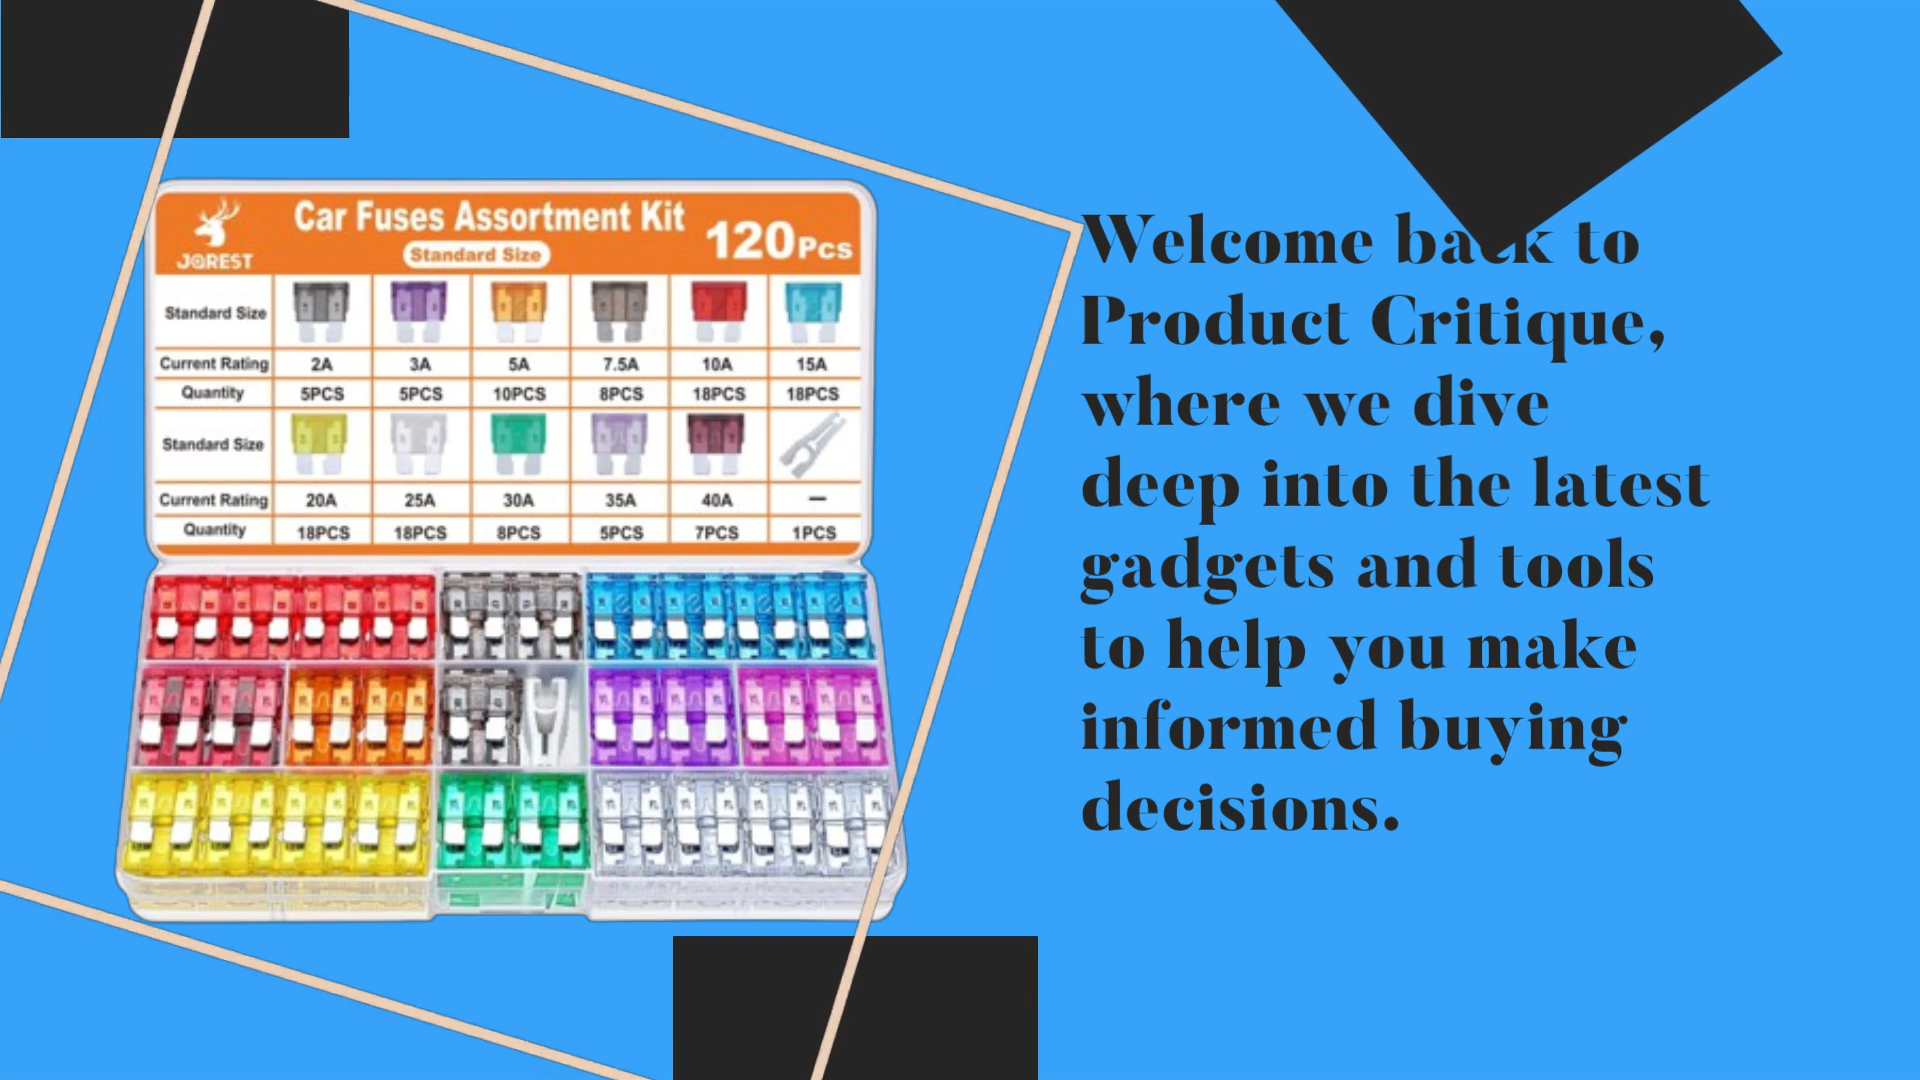 JOREST
Car Fuses Assortment Kit
Standard Size
120Pcs
Standard Size
Current Rating 2A 3A 5A 7.5A 10A 15A
Quantity 5PCS 5PCS 10PCS 8PCS 18PCS 18PCS
Standard Size
Current Rating 20A 25A 30A 35A 40A —
Quantity 18PCS 18PCS 8PCS 5PCS 7PCS 1PCS
Welcome back to
Product Critique,
where we dive
deep into the latest
gadgets and tools
to help you make
informed buying
decisions.